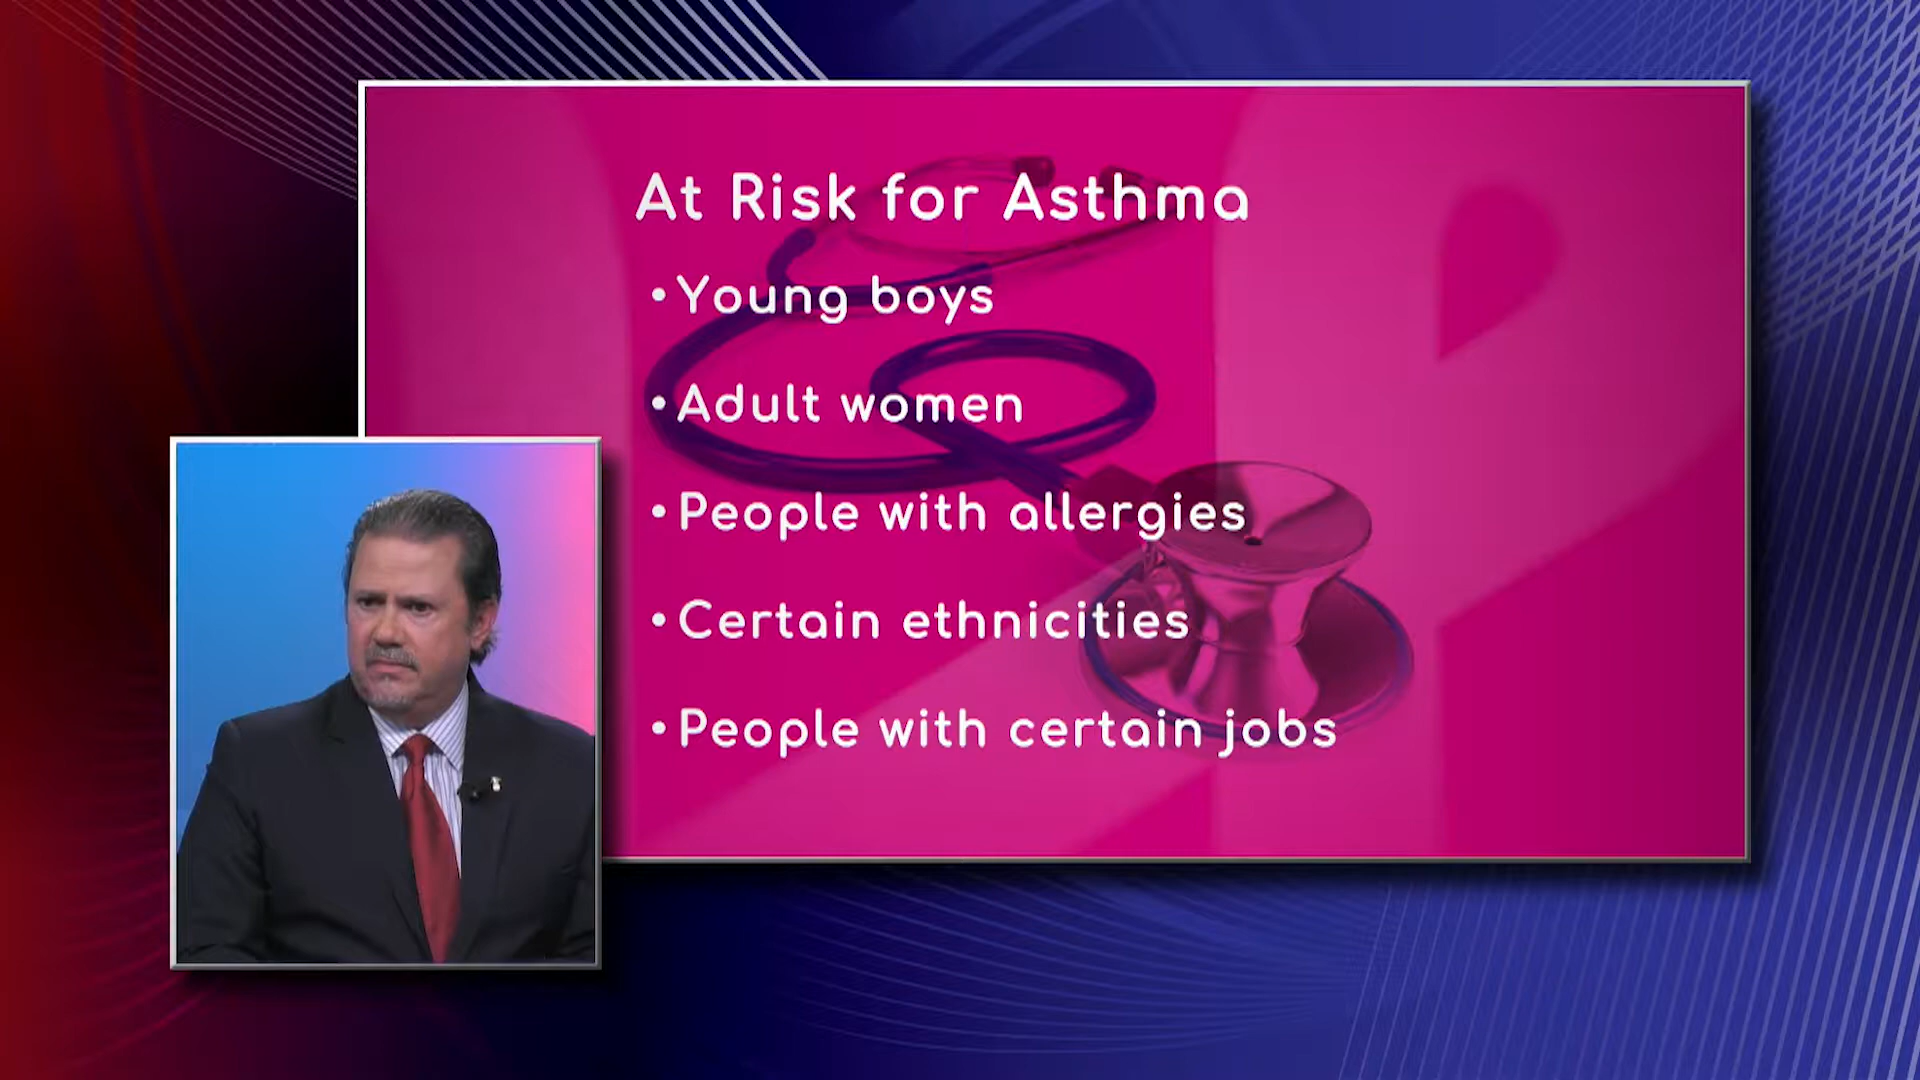 At Risk for Asthma
•Young boys
•Adult women
•People with allergies
•Certain ethnicities
•People with certain jobs